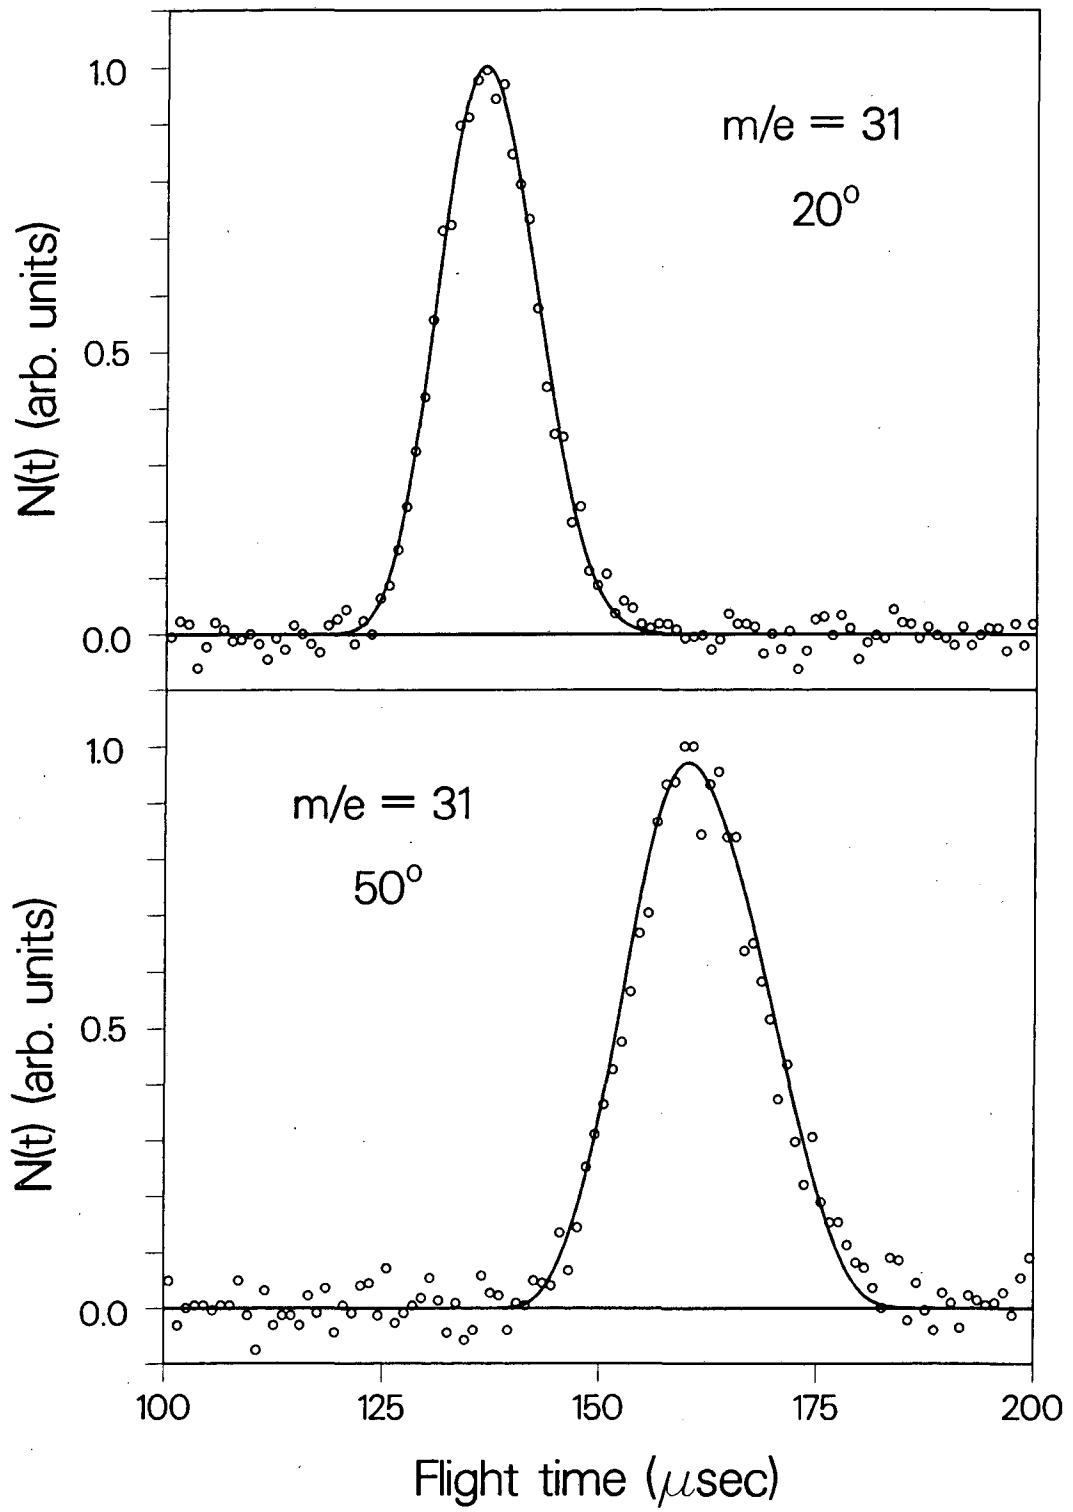 1.0
0.5
0.0
N(t) (arb. units)
m/e = 31
20°
1.0
0.5
0.0
N(t) (arb. units)
m/e = 31
50°
100 125 150 175 200
Flight time (μsec)